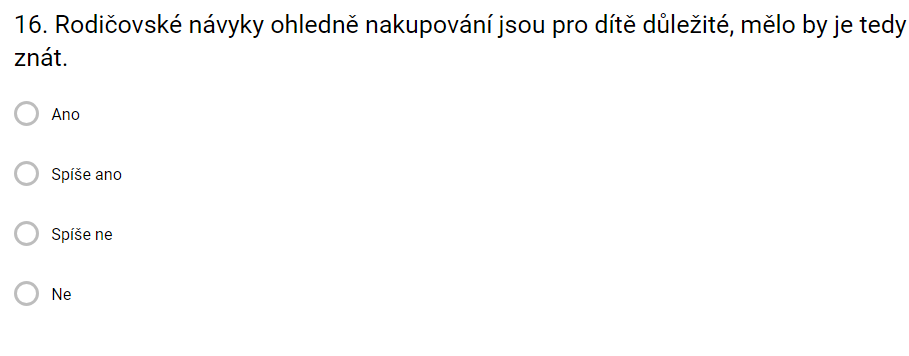 16. Rodičovské návyky ohledně nakupování jsou pro dítě důležité, mělo by je tedy
znát.
Ano
Spíše ano
Spíše ne
Ne